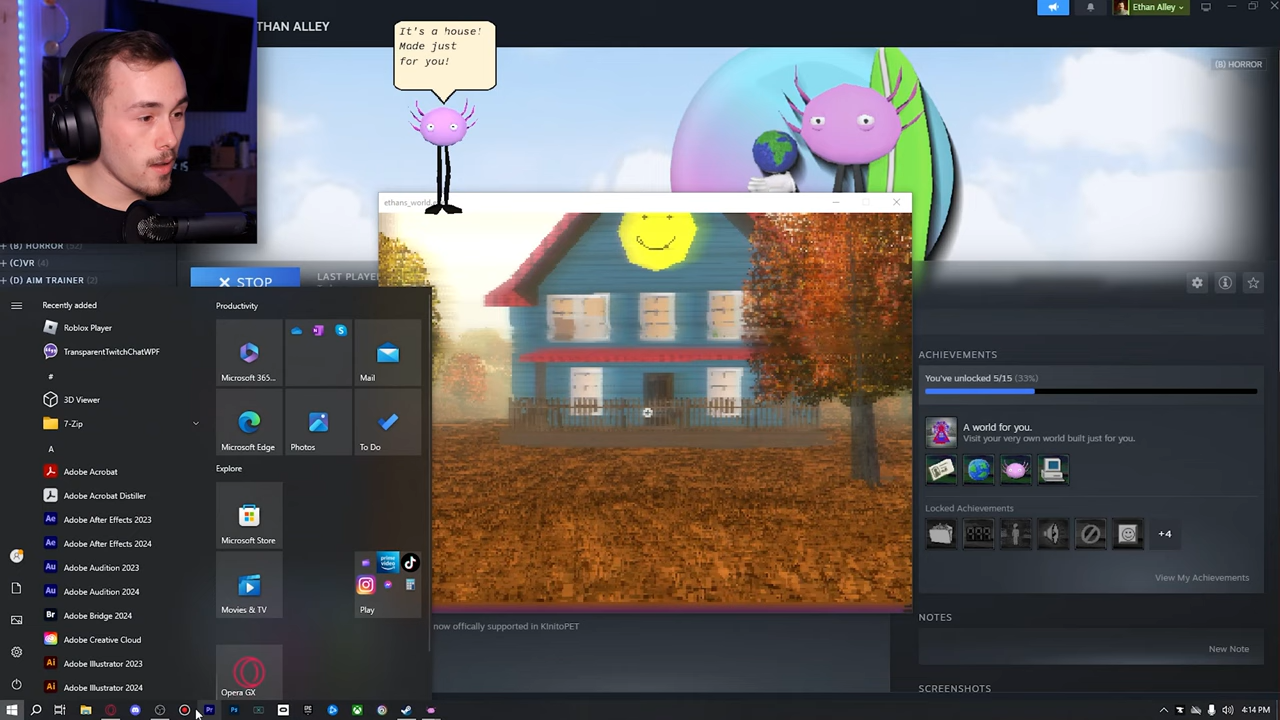 THAN ALLEY
Ethan Alley
It's a house!
Made just
for you!
(B) HORROR
ethans_world.
+ (B) HORROR (52)
+ (C)VR (4)
+ (D) AIM TRAINER (2)
STOP
LAST PLAYE
Recently added
Roblox Player
TransparentTwitchChatWPF
#
3D Viewer
7-Zip
A
Adobe Acrobat
Adobe Acrobat Distiller
Adobe After Effects 2023
Adobe After Effects 2024
Adobe Audition 2023
Adobe Audition 2024
Adobe Bridge 2024
Adobe Creative Cloud
Adobe Illustrator 2023
Adobe Illustrator 2024
Productivity
Microsoft 365...
Mail
Microsoft Edge
Photos
To Do
Explore
Microsoft Store
Movies & TV
Play
Opera GX
now offically supported in KinitoPET
ACHIEVEMENTS
You've unlocked 5/15 (33%)
A world for you.
Visit your very own world built just for you.
Locked Achievements
+4
View My Achievements
NOTES
New Note
SCREENSHOTS
4:14 PM